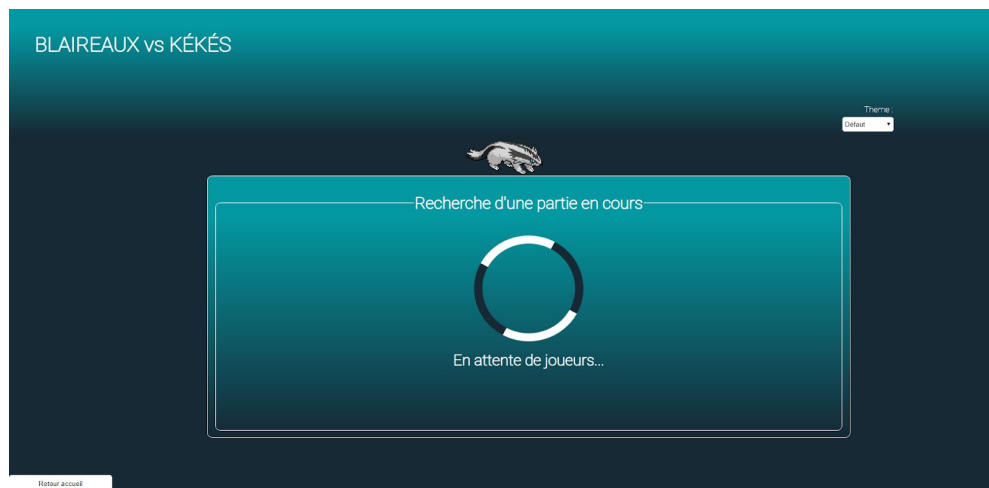 BLAIREAUX vs KÉKÉS
Theme :
Défaut
Recherche d'une partie en cours
En attente de joueurs...
Retour accueil